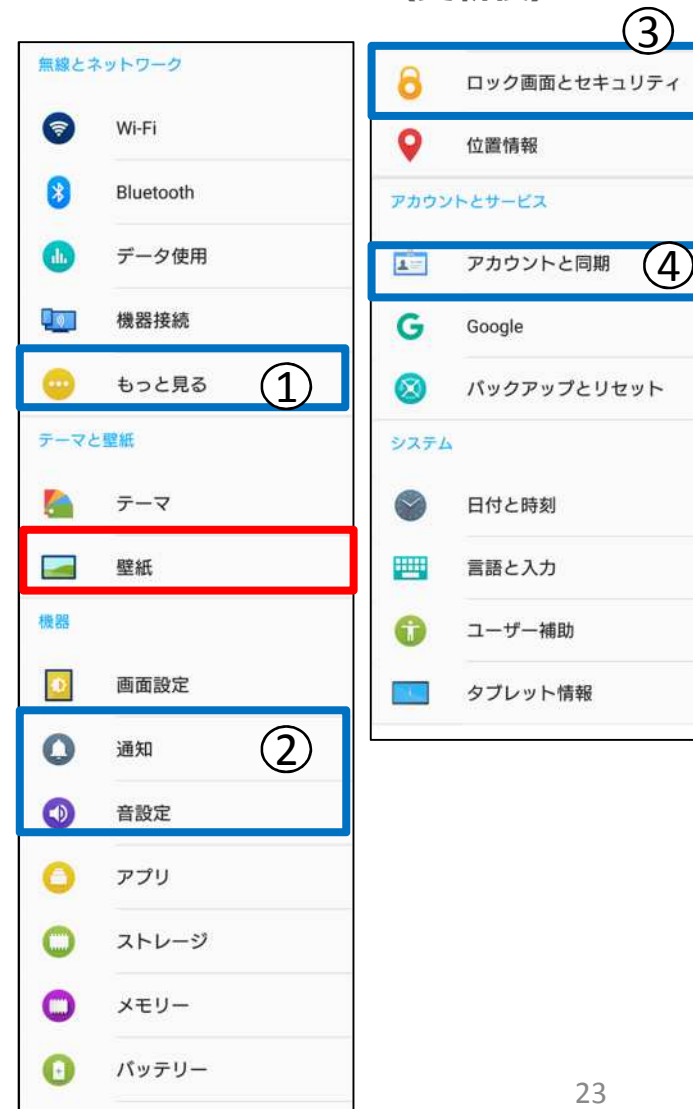 無線とネットワーク
Wi-Fi
Bluetooth
データ使用
機器接続
もっと見る ①
テーマと壁紙
テーマ
壁紙
機器
画面設定
通知 ②
音設定
アプリ
ストレージ
メモリー
バッテリー
③
ロック画面とセキュリティ
位置情報
アカウントとサービス
アカウントと同期 ④
Google
バックアップとリセット
システム
日付と時刻
言語と入力
ユーザー補助
タブレット情報
23